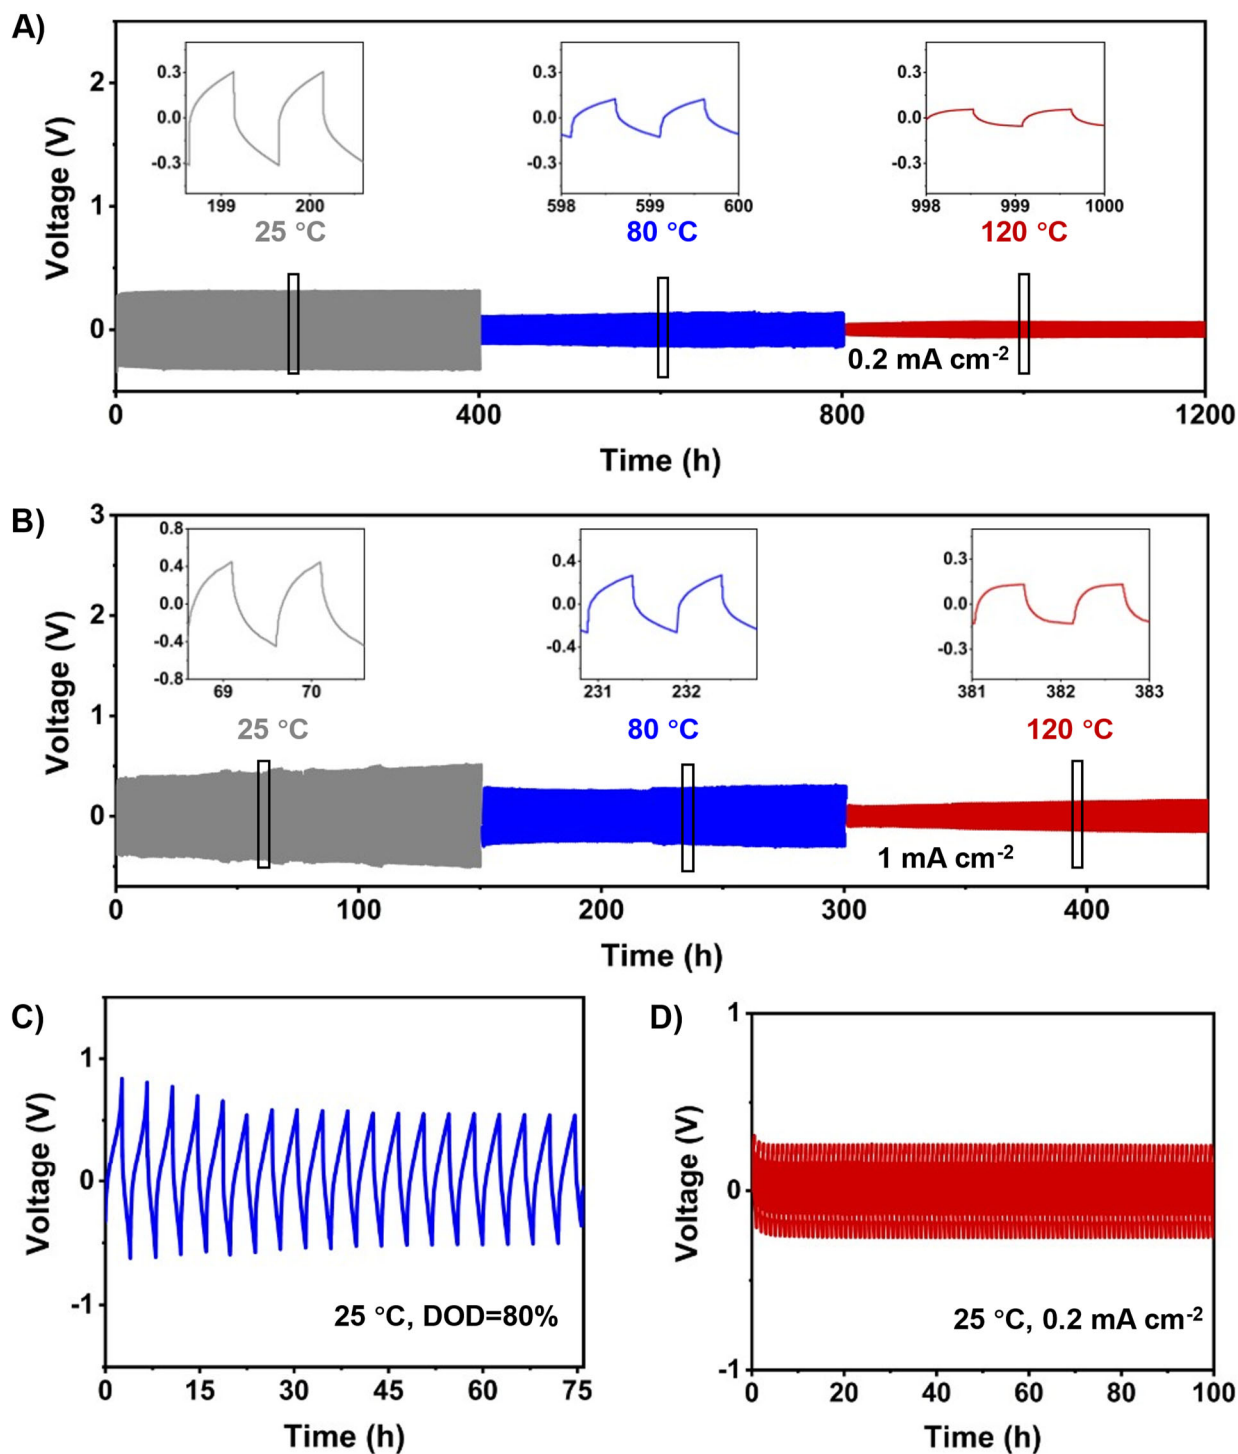 A)
Voltage (V)
2
1
0
0.3
0.0
-0.3
199 200
25 °C
0.3
0.0
-0.3
598 599 600
80 °C
0.3
0.0
-0.3
998 999 1000
120 °C
0.2 mA cm-2
0 400 800 1200
Time (h)
B)
Voltage (V)
3
2
1
0
0.8
0.4
0.0
-0.4
-0.8
69 70
25 °C
0.4
0.0
-0.4
231 232
80 °C
0.3
0.0
-0.3
381 382 383
120 °C
1 mA cm-2
0 100 200 300 400
Time (h)
C)
Voltage (V)
1
0
-1
25 °C, DOD=80%
0 15 30 45 60 75
Time (h)
D)
Voltage (V)
1
0
-1
25 °C, 0.2 mA cm-2
0 20 40 60 80 100
Time (h)